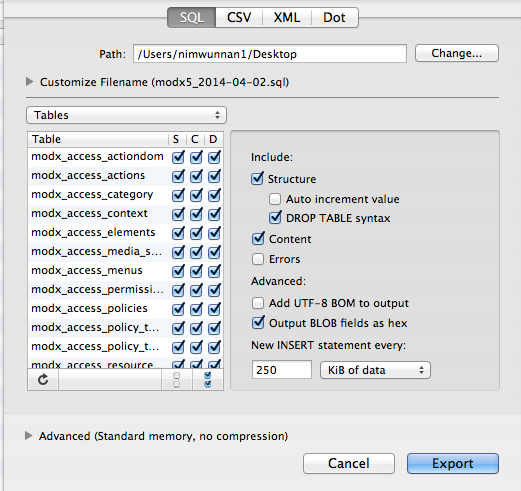 SQL CSV XML Dot
Path: /Users/nimwunnan1/Desktop Change...
Customize Filename (modx5_2014-04-02.sql)
Tables
Table S C D
modx_access_actiondom
modx_access_actions
modx_access_category
modx_access_context
modx_access_elements
modx_access_media_s...
modx_access_menus
modx_access_permissi...
modx_access_policies
modx_access_policy_t...
modx_access_policy_t...
modx_access_resource...
Include:
Structure
Auto increment value
DROP TABLE syntax
Content
Errors
Advanced:
Add UTF-8 BOM to output
Output BLOB fields as hex
New INSERT statement every:
250 KiB of data
Advanced (Standard memory, no compression)
Cancel Export